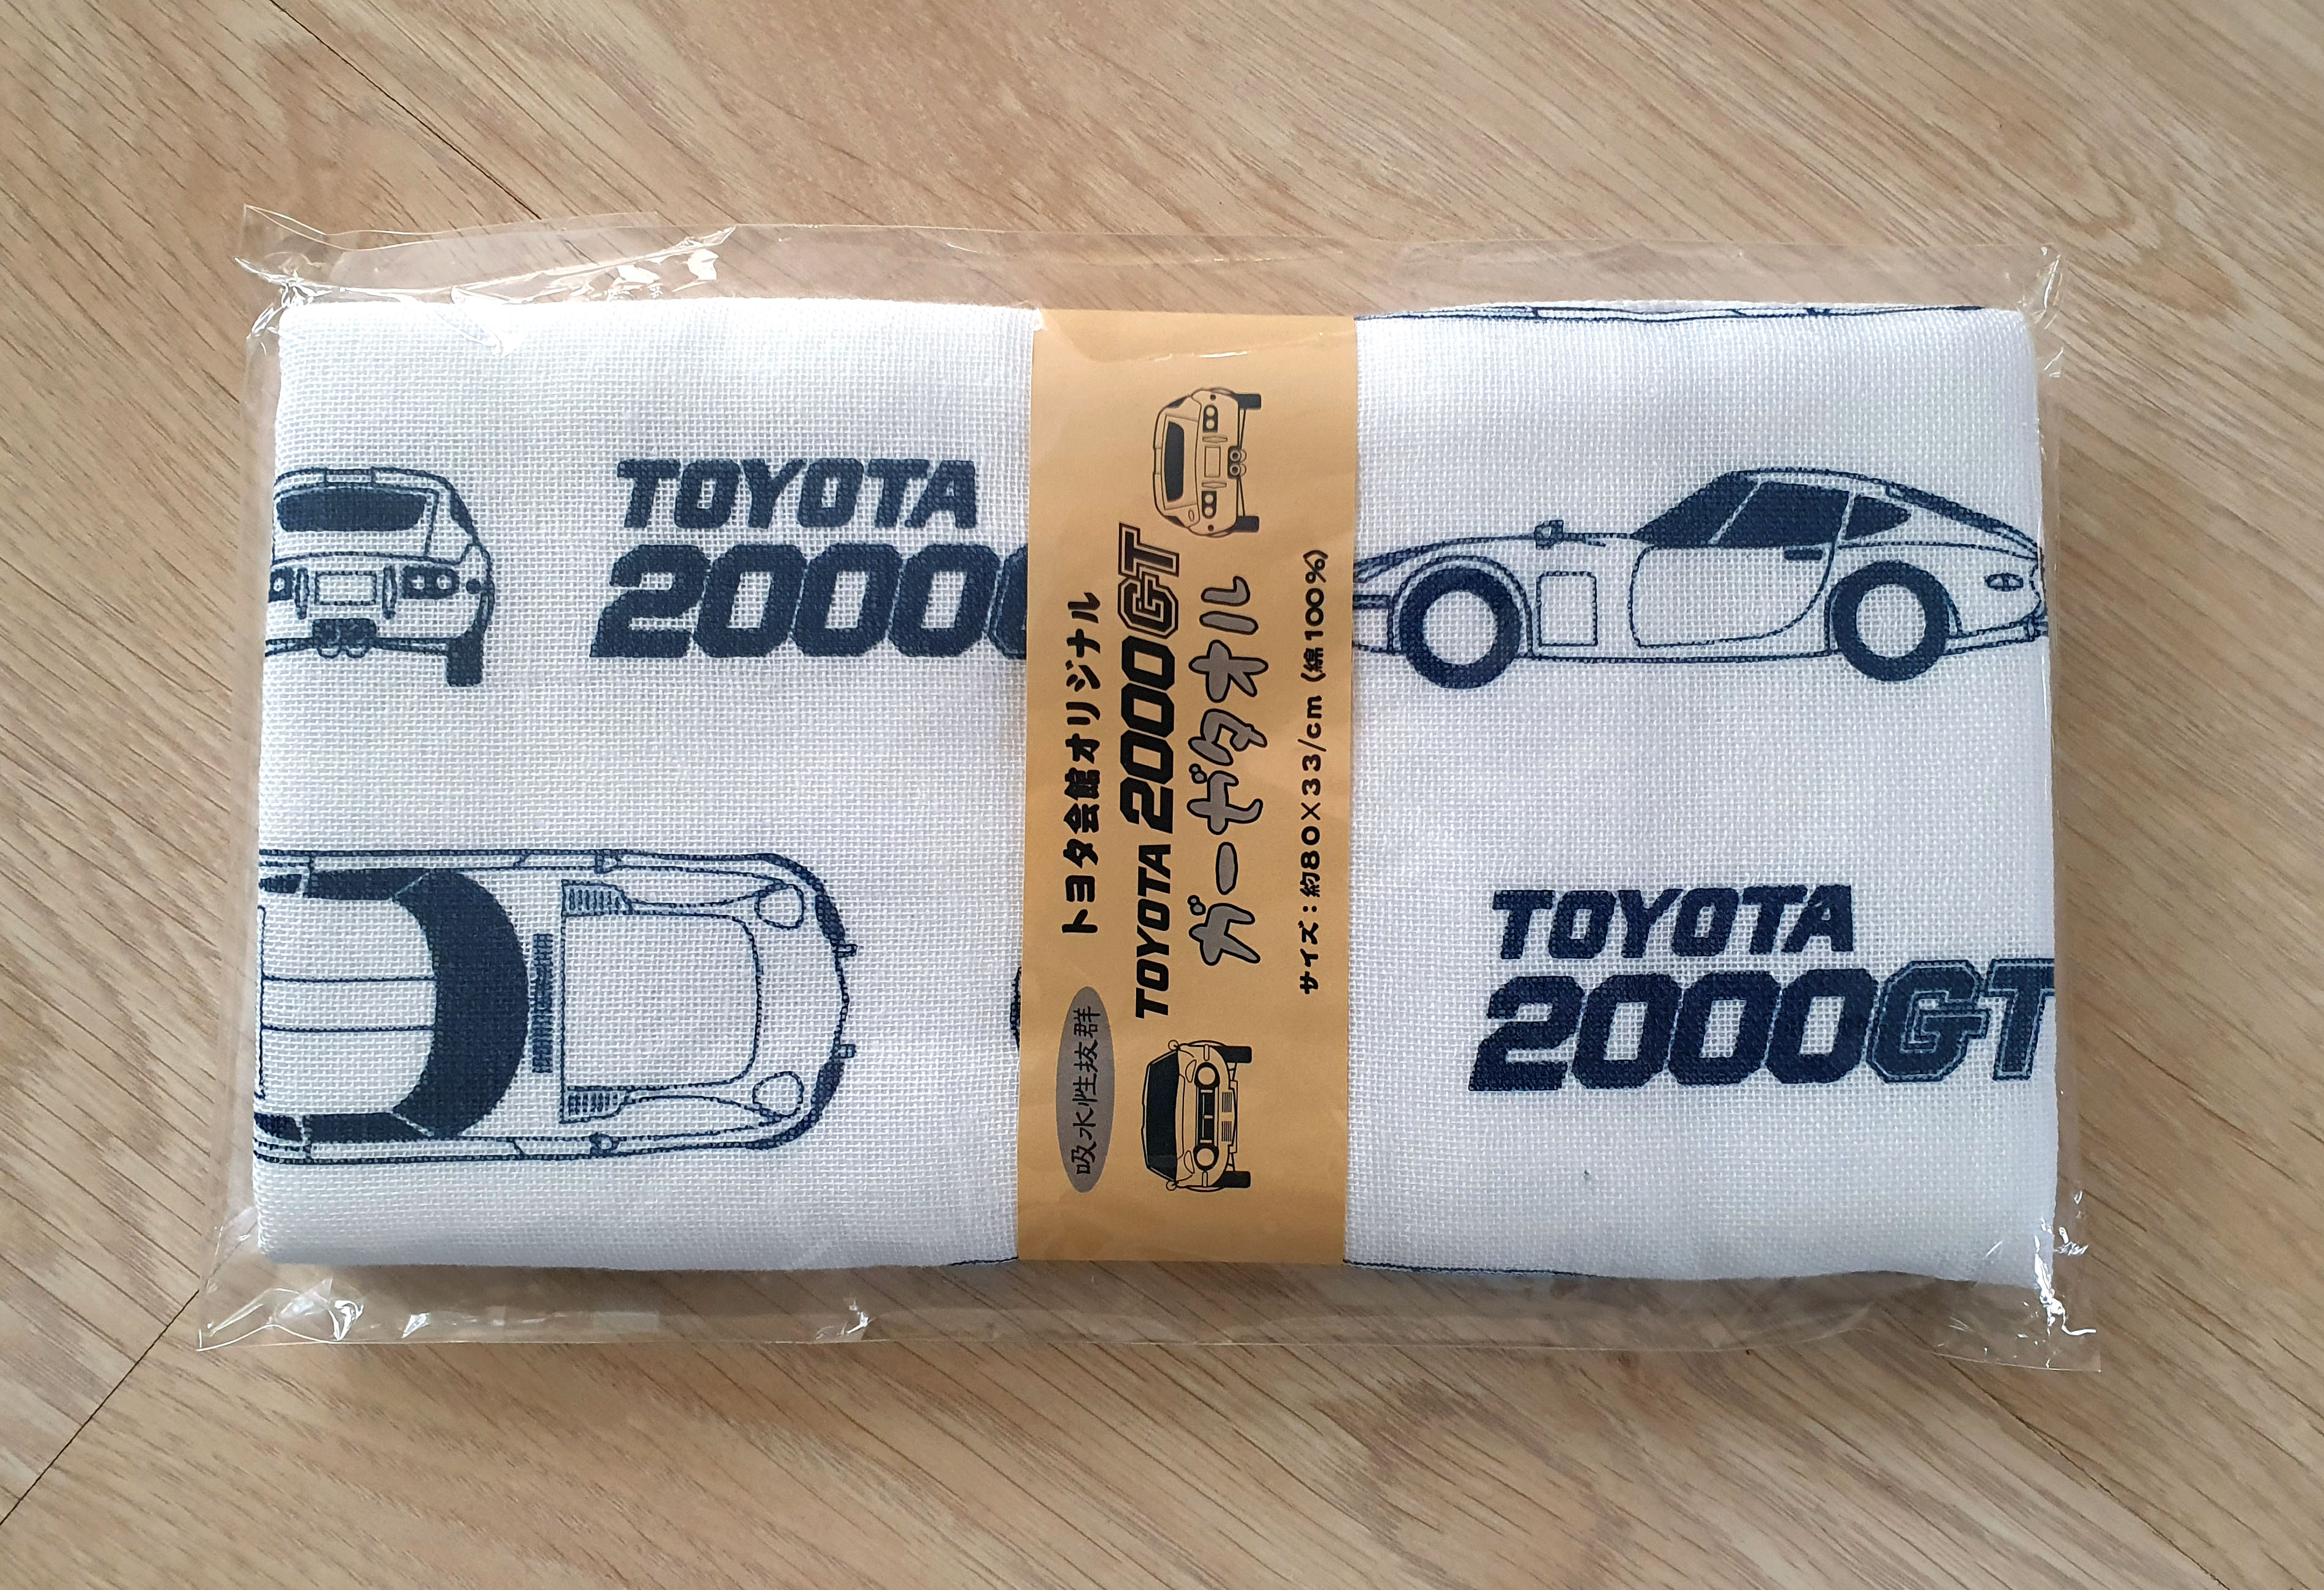 TOYOTA
2000
吸水性抜群
トヨタ会館オリジナル
TOYOTA 2000GT
ガーゼタオル
サイズ：約80×33/cm (綿100%)
TOYOTA
2000GT